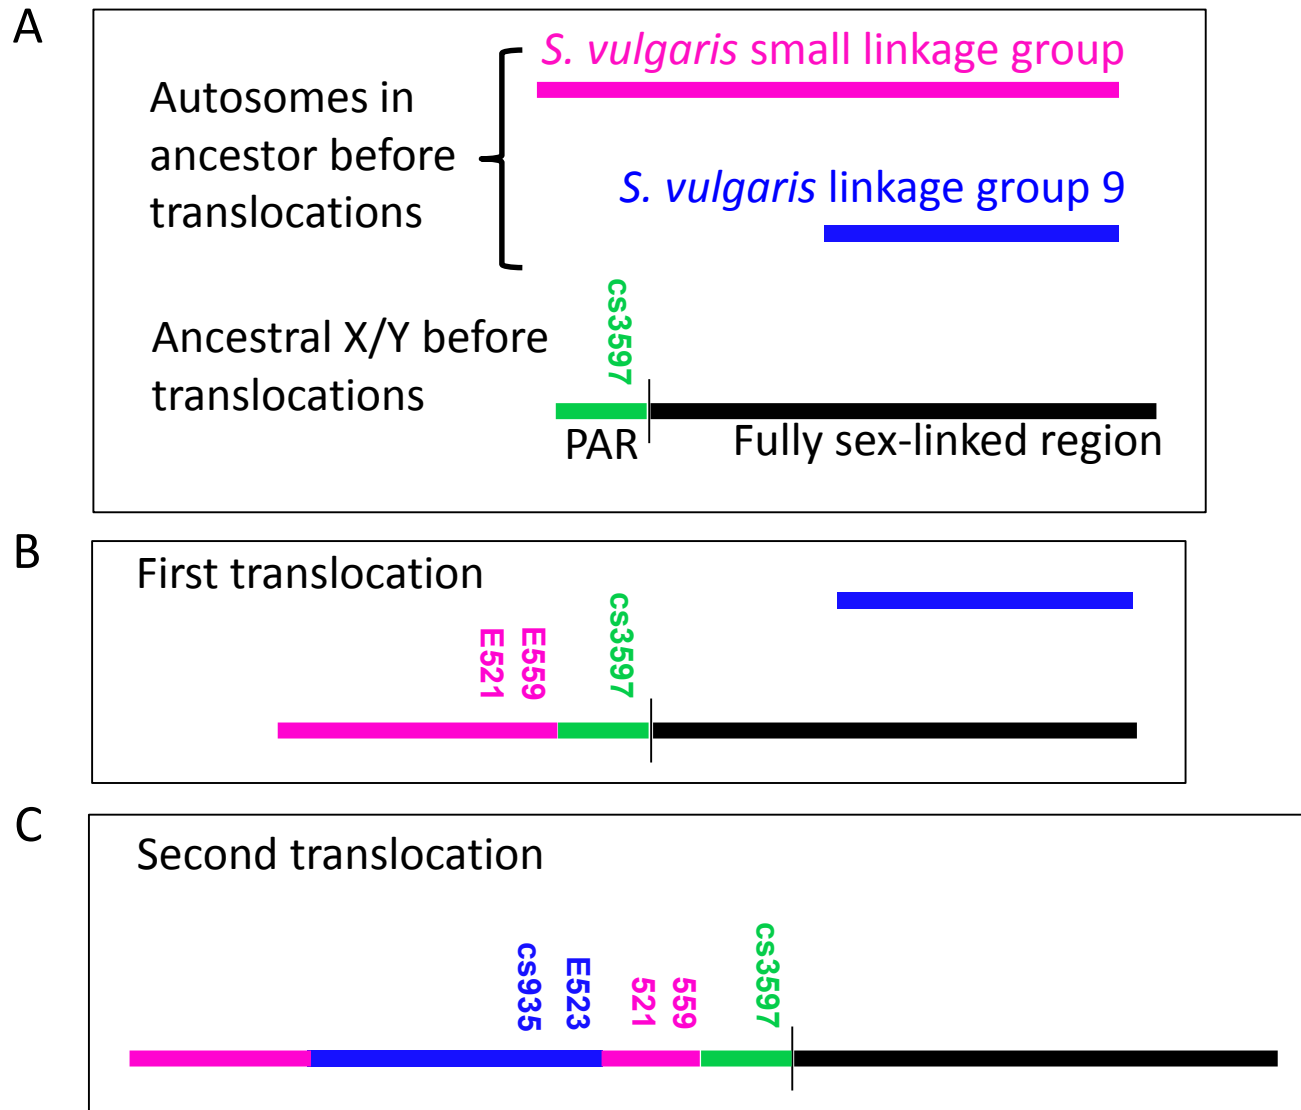 A
S. vulgaris small linkage group
Autosomes in
ancestor before
translocations
S. vulgaris linkage group 9
cs3597
Ancestral X/Y before
translocations
PAR
Fully sex-linked region
B
First translocation
E521
E559
cs3597
C
Second translocation
cs935
E523
521
559
cs3597